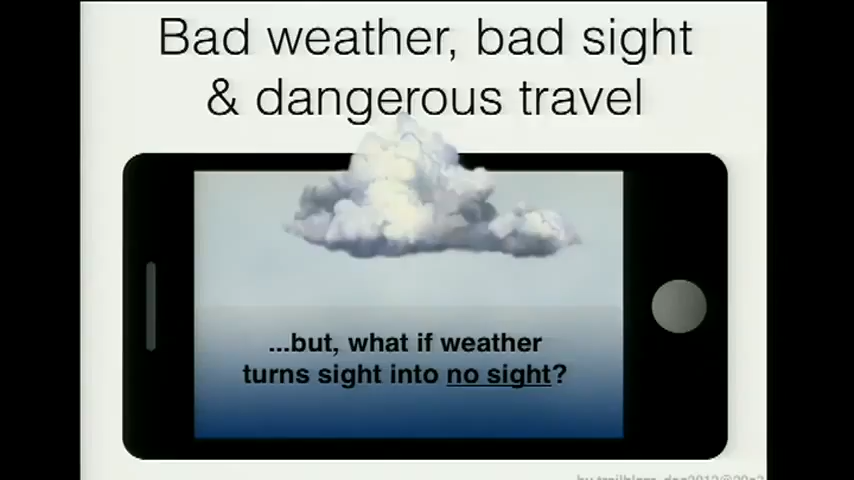 Bad weather, bad sight
& dangerous travel
...but, what if weather
turns sight into no sight?